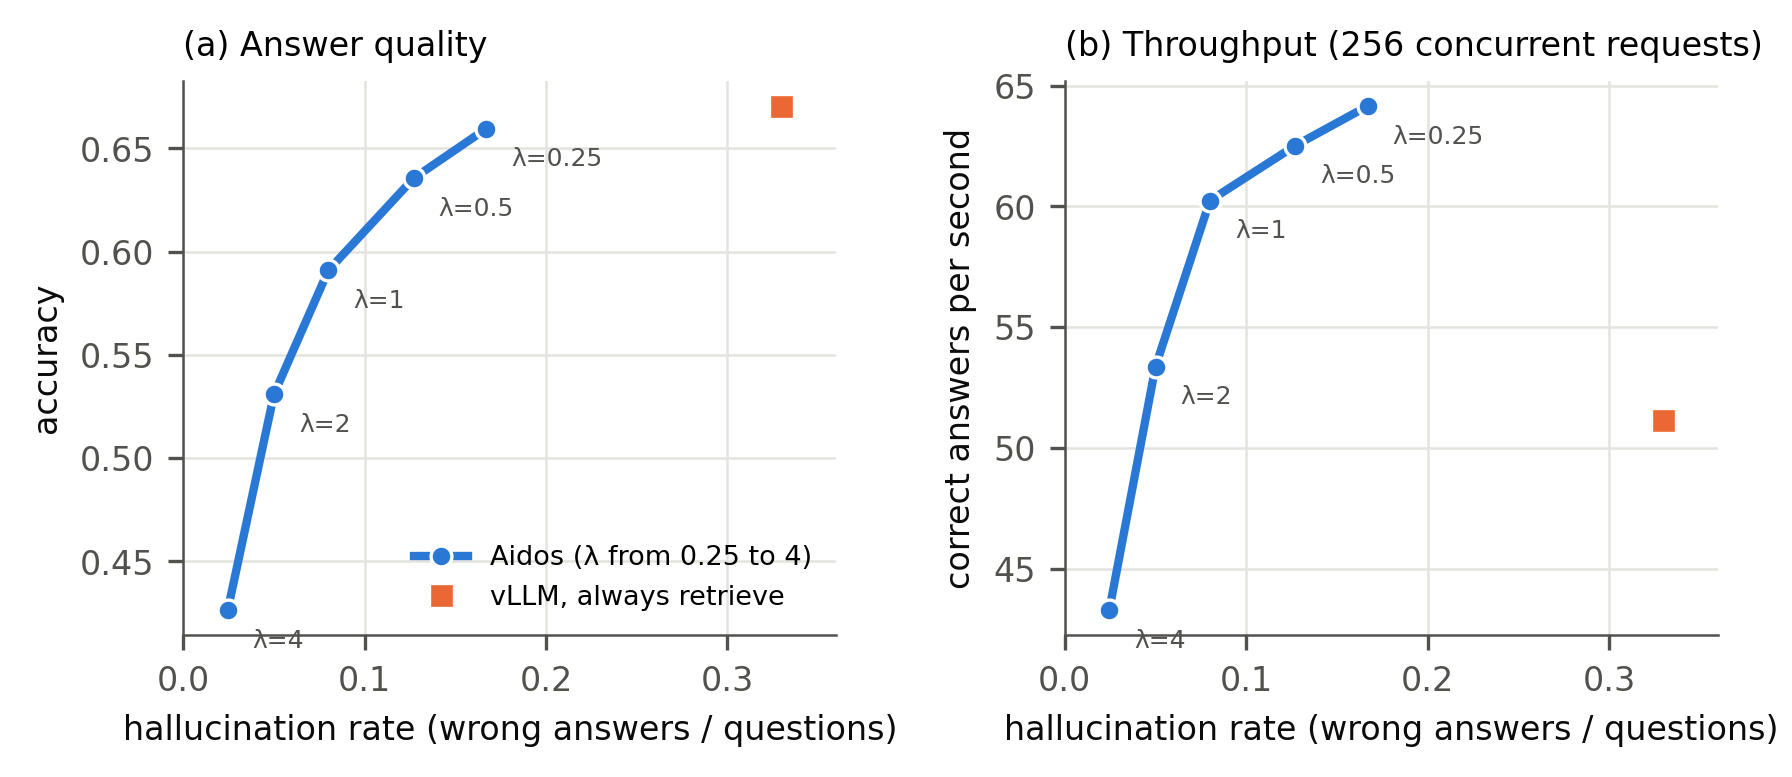 (a) Answer quality
accuracy
0.65
0.60
0.55
0.50
0.45
λ=0.25
λ=0.5
λ=1
λ=2
λ=4
Aidos (λ from 0.25 to 4)
vLLM, always retrieve
0.0 0.1 0.2 0.3
hallucination rate (wrong answers / questions)
(b) Throughput (256 concurrent requests)
correct answers per second
65
60
55
50
45
λ=0.25
λ=0.5
λ=1
λ=2
λ=4
0.0 0.1 0.2 0.3
hallucination rate (wrong answers / questions)